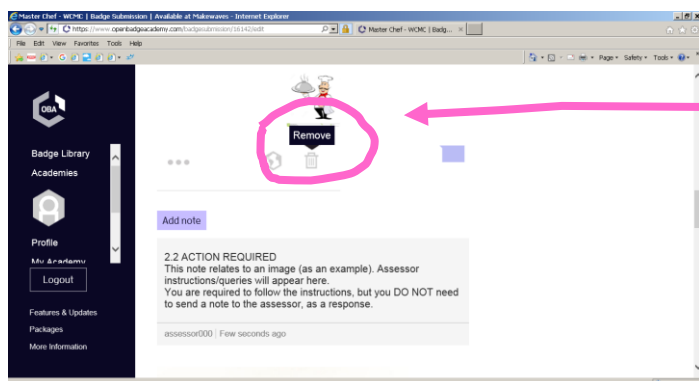 Master Chef - WCMC | Badge Submission | Available at Makewaves - Internet Explorer
https://www.openbadgeacademy.com/badgesubmission/16142/edit
Master Chef - WCMC | Badg...
File Edit View Favorites Tools Help
Page Safety Tools
OBA
Remove
Badge Library
Academies
Add note
Profile
My Academy
Logout
2.2 ACTION REQUIRED
This note relates to an image (as an example). Assessor
instructions/queries will appear here.
You are required to follow the instructions, but you DO NOT need
to send a note to the assessor, as a response.
Features & Updates
Packages
assessor000 | Few seconds ago
More Information